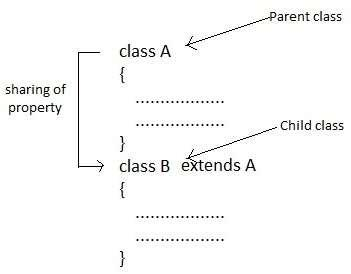 Parent class
class A
{
sharing of
property
..................
..................
}
Child class
class B extends A
{
..................
..................
}